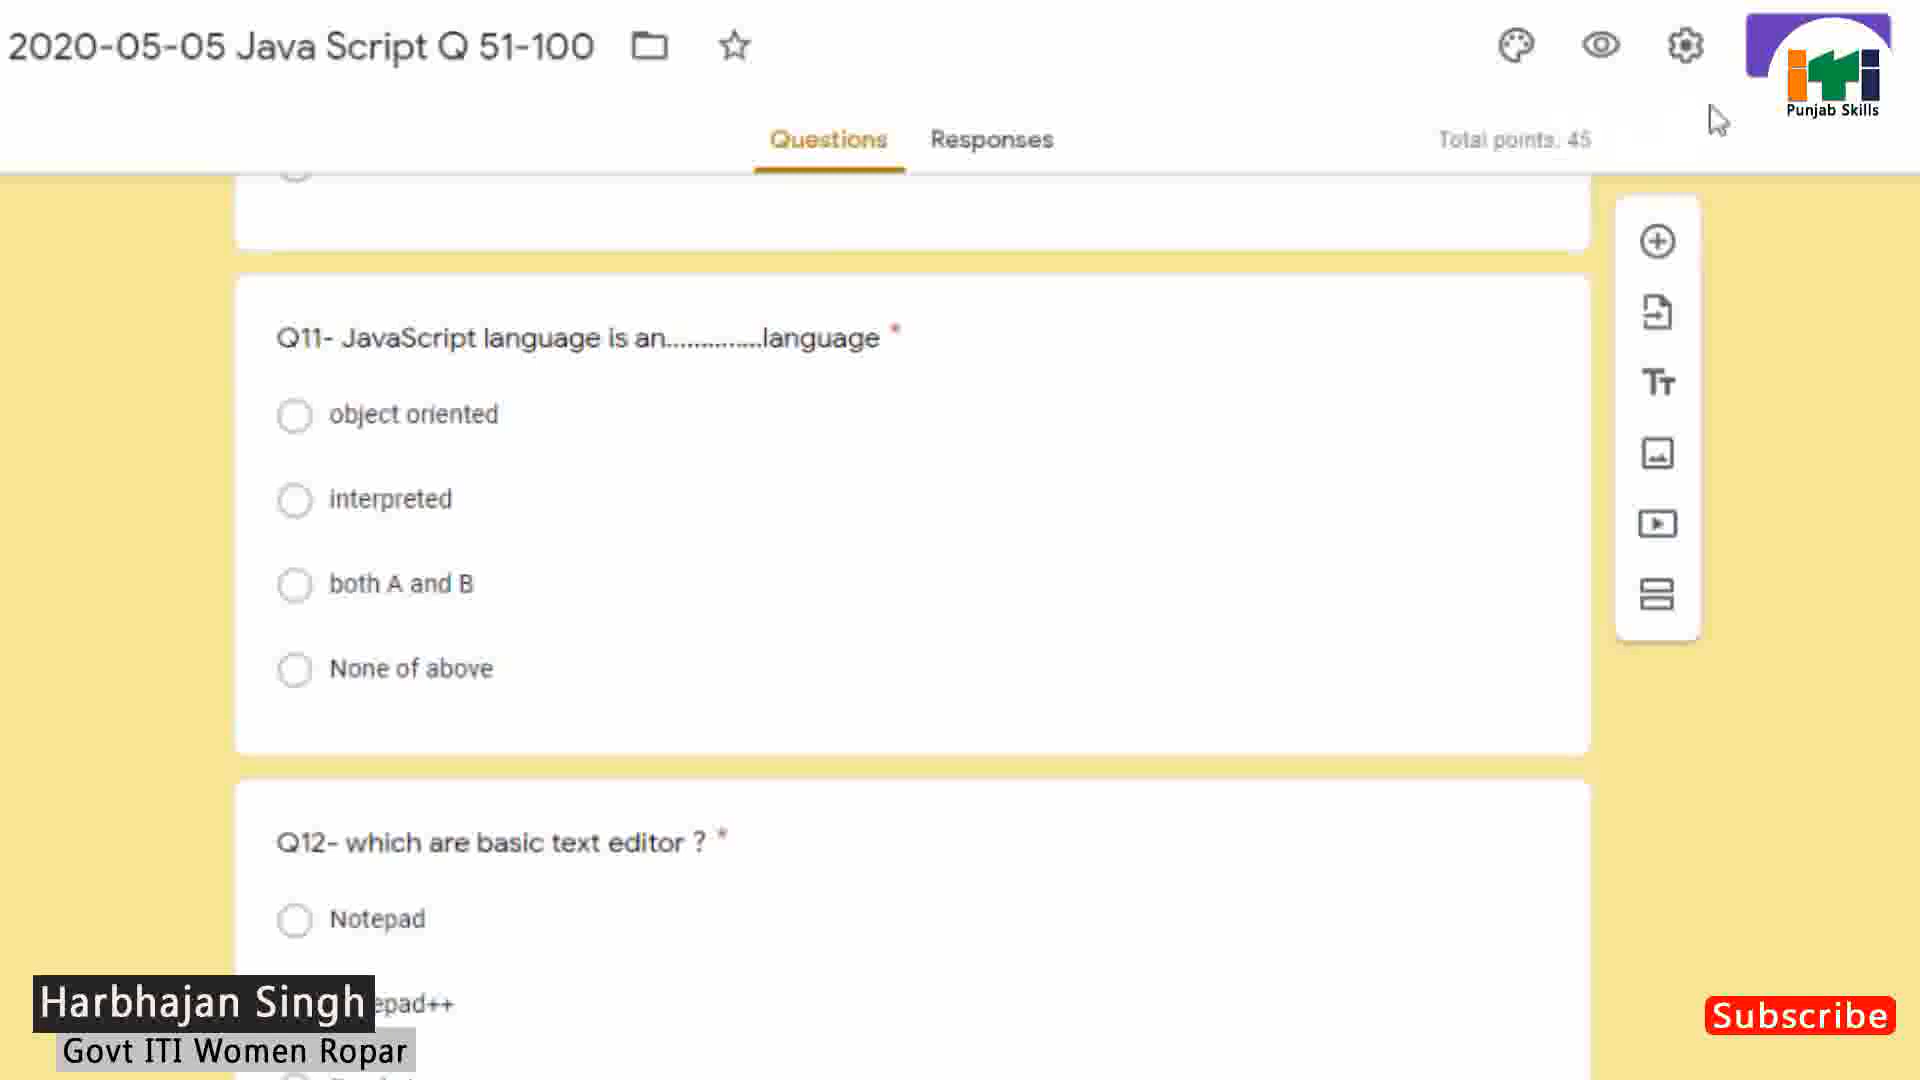 2020-05-05 Java Script Q 51-100
Punjab Skills
Questions Responses Total points: 45
Q11- JavaScript language is an..............language *
object oriented
interpreted
both A and B
None of above
Q12- which are basic text editor ? *
Notepad
epad++
Harbhajan Singh
Govt ITI Women Ropar
Subscribe